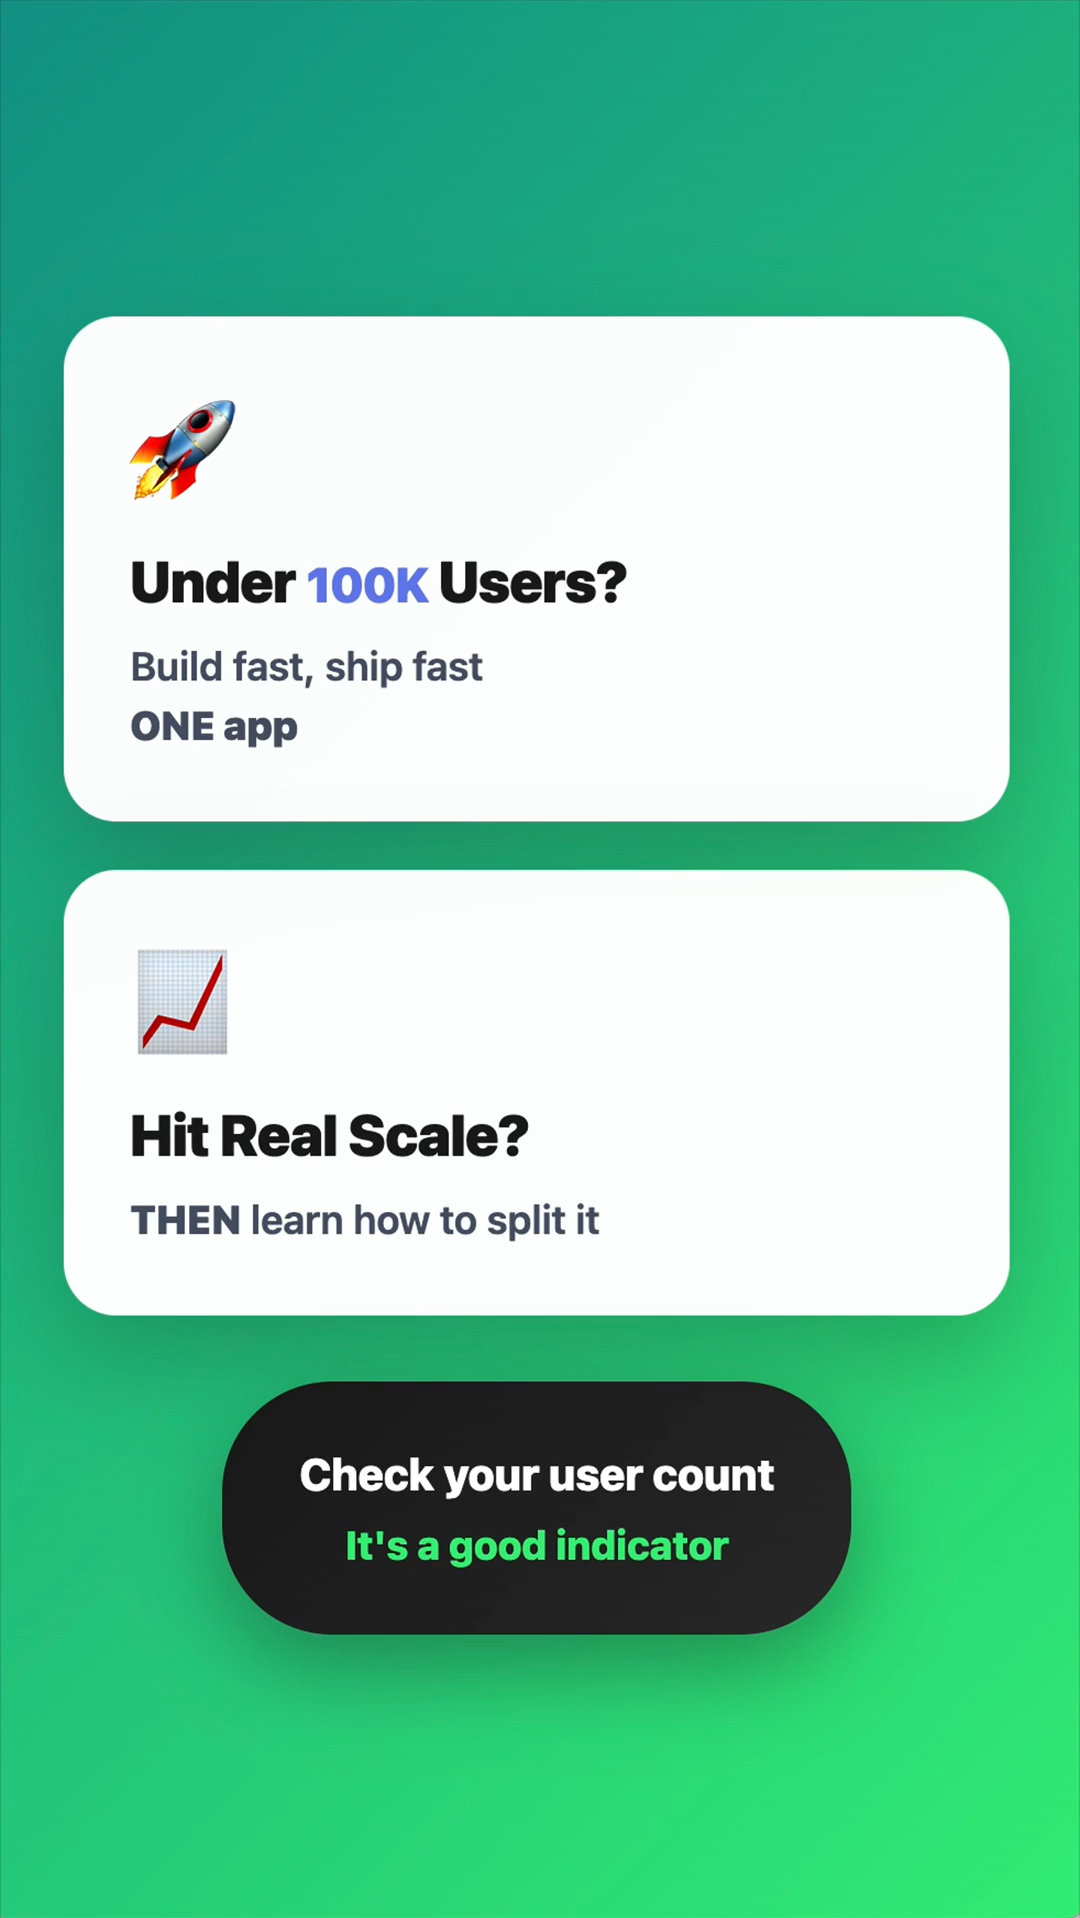 Under 100K Users?
Build fast, ship fast
ONE app
Hit Real Scale?
THEN learn how to split it
Check your user count
It's a good indicator